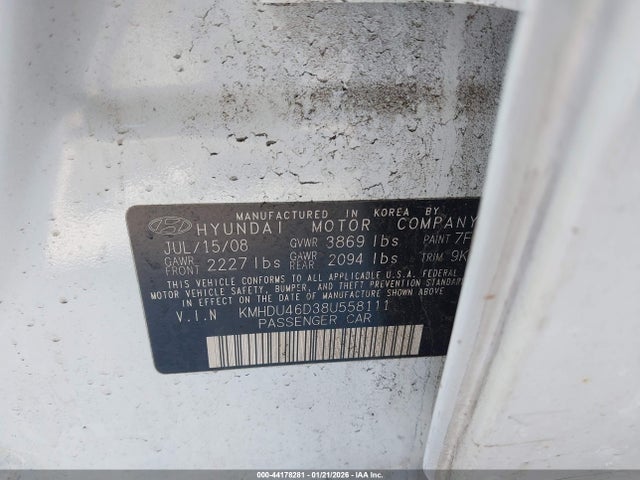 MANUFACTURED IN KOREA BY
HYUNDAI MOTOR COMPANY
JUL/15/08 GVWR 3869 lbs PAINT 7F
GAWR FRONT 2227 lbs GAWR REAR 2094 lbs TRIM 9K
THIS VEHICLE CONFORMS TO ALL APPLICABLE U.S.A. FEDERAL
MOTOR VEHICLE SAFETY, BUMPER, AND THEFT PREVENTION STANDARDS
IN EFFECT ON THE DATE OF MANUFACTURE SHOWN ABOVE
V.I.N KMHDU46D38U558111
PASSENGER CAR
000-44178281 | 01/21/2026 | IAA Inc.